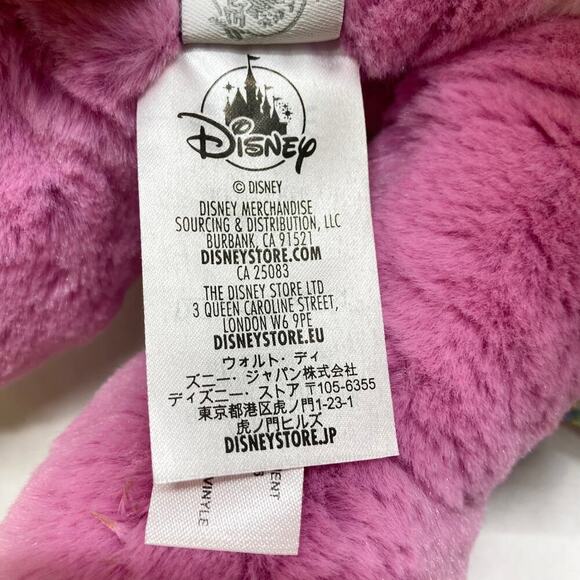 Disney
© DISNEY
DISNEY MERCHANDISE
SOURCING & DISTRIBUTION, LLC
BURBANK, CA 91521
DISNEYSTORE.COM
CA 25083
THE DISNEY STORE LTD
3 QUEEN CAROLINE STREET,
LONDON W6 9PE
DISNEYSTORE.EU
ウォルト・ディ
ズニー・ジャパン株式会社
ディズニー・ストア 〒105-6355
東京都港区虎ノ門1-23-1
虎ノ門ヒルズ
DISNEYSTORE.JP
VINYLE